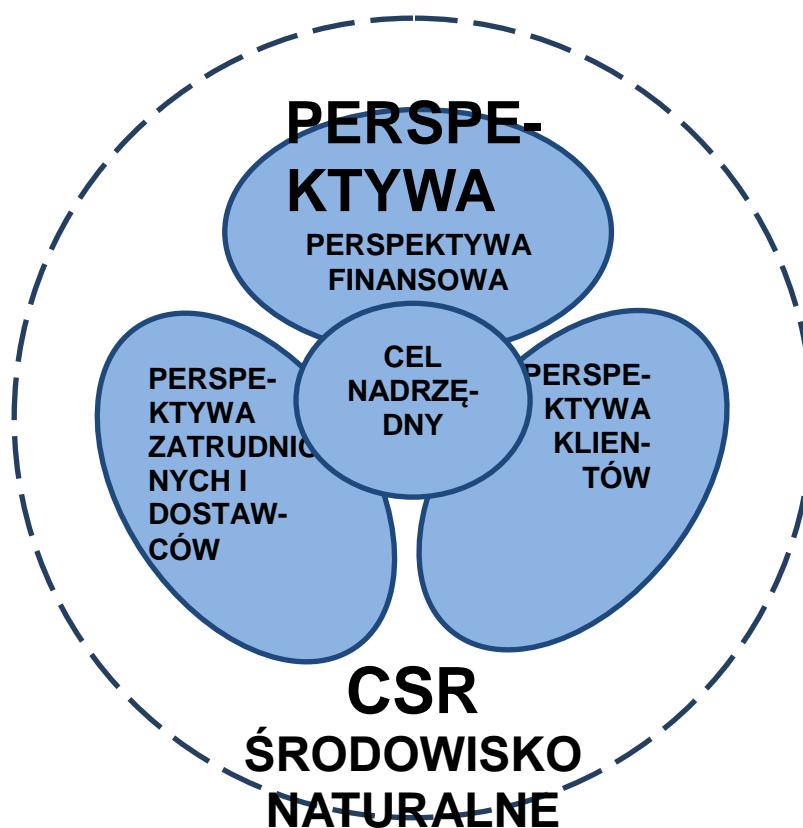 PERSPE-
KTYWA
PERSPEKTYWA
FINANSOWA
CEL
NADRZĘ-
DNY
PERSPE-
KTYWA
ZATRUDNIO
NYCH I
DOSTAW-
CÓW
PERSPE-
KTYWA
KLIEN-
TÓW
CSR
ŚRODOWISKO
NATURALNE